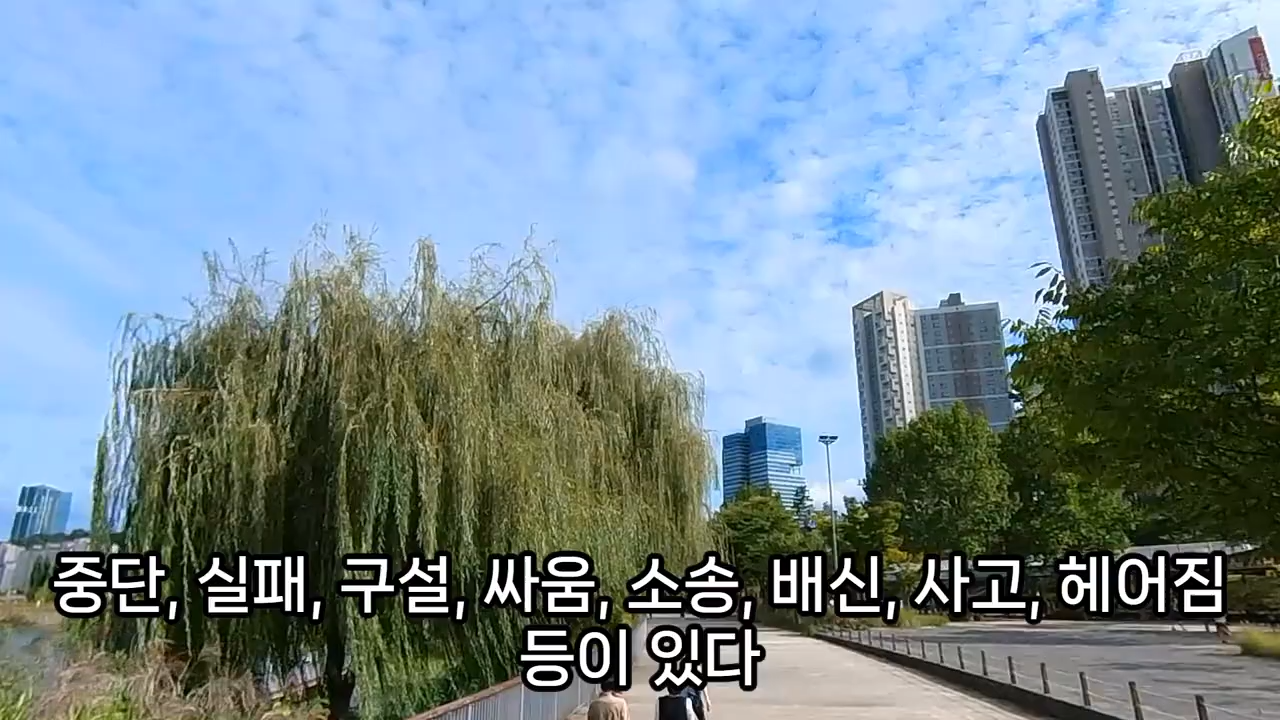 중단, 실패, 구설, 싸움, 소송, 배신, 사고, 헤어짐
등이 있다